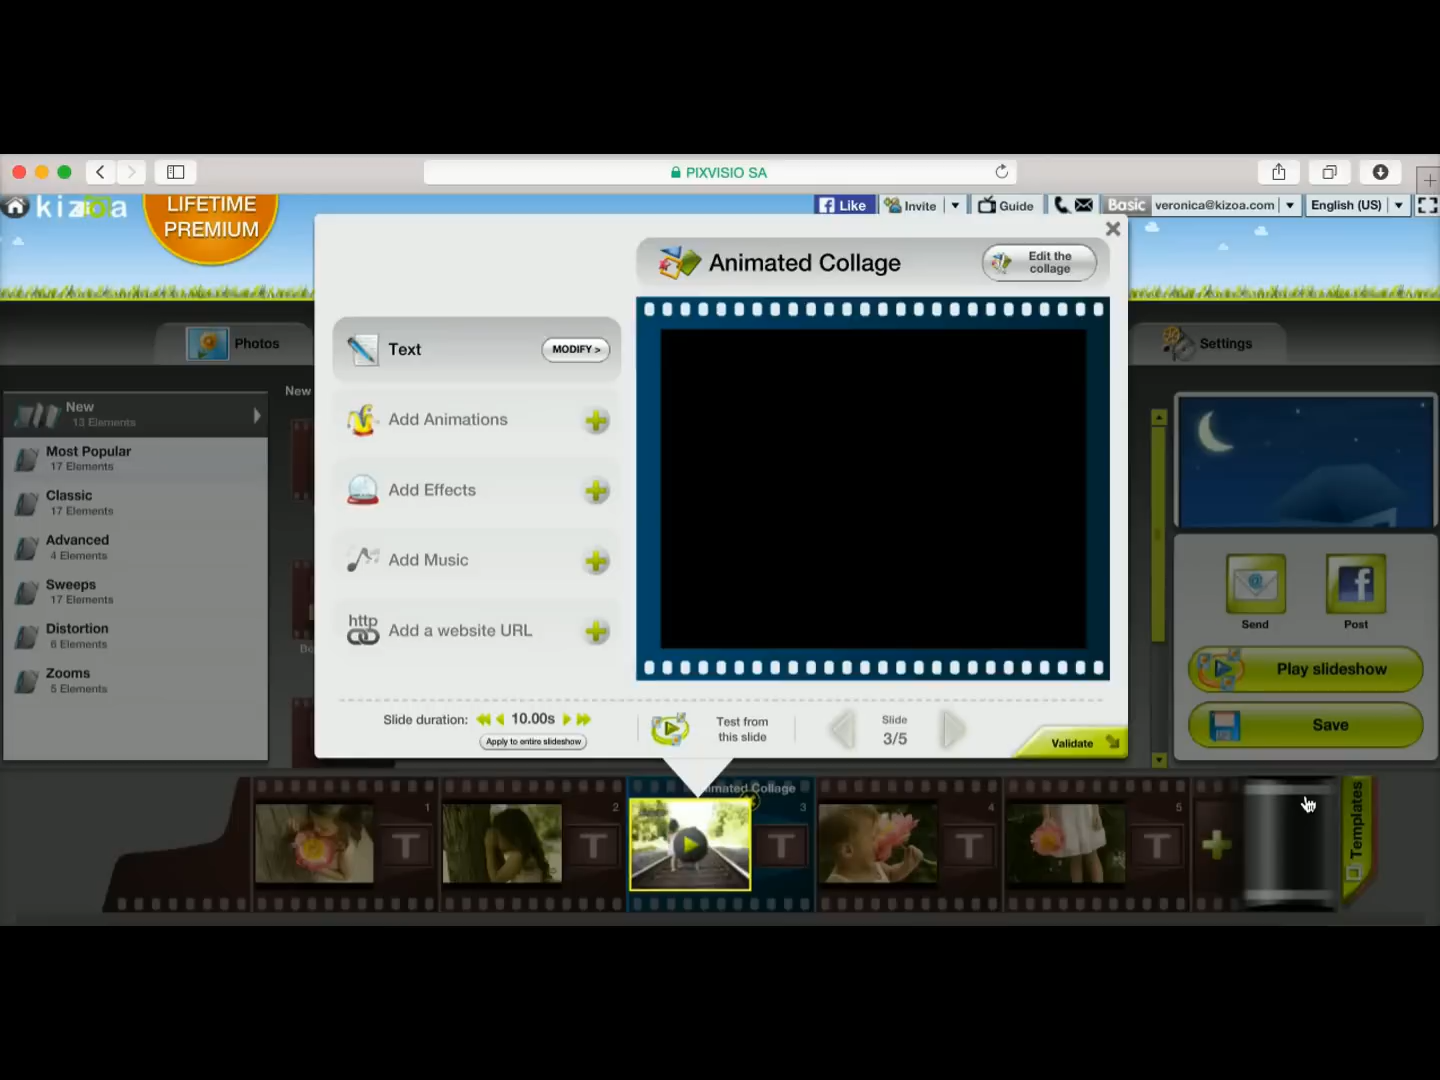 PIXVISIO SA
kizoa
LIFETIME
PREMIUM
Like
Invite
Guide
Basic
veronica@kizoa.com
English (US)
Animated Collage
Edit the
collage
Photos
Text
MODIFY >
Add Animations
Add Effects
Add Music
http
Add a website URL
Settings
New
New
13 Elements
Most Popular
17 Elements
Classic
17 Elements
Advanced
4 Elements
Sweeps
17 Elements
Distortion
6 Elements
Zooms
5 Elements
Send
Post
Play slideshow
Save
Slide duration:
10.00s
Apply to entire slideshow
Test from
this slide
Slide
3/5
Validate
Collage
1
2
3
4
5
T
T
T
T
T
Templates